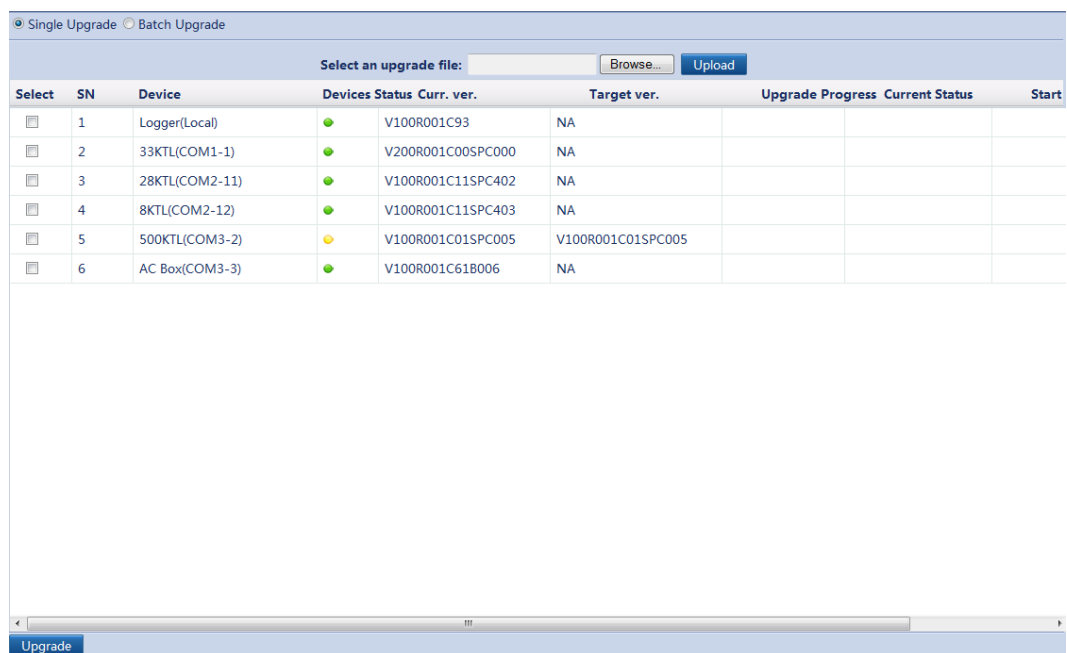 Single Upgrade Batch Upgrade
Select an upgrade file: Browse... Upload
Select SN Device Devices Status Curr. ver. Target ver. Upgrade Progress Current Status Start
1 Logger(Local) V100R001C93 NA
2 33KTL(COM1-1) V200R001C00SPC000 NA
3 28KTL(COM2-11) V100R001C11SPC402 NA
4 8KTL(COM2-12) V100R001C11SPC403 NA
5 500KTL(COM3-2) V100R001C01SPC005 V100R001C01SPC005
6 AC Box(COM3-3) V100R001C61B006 NA
Upgrade